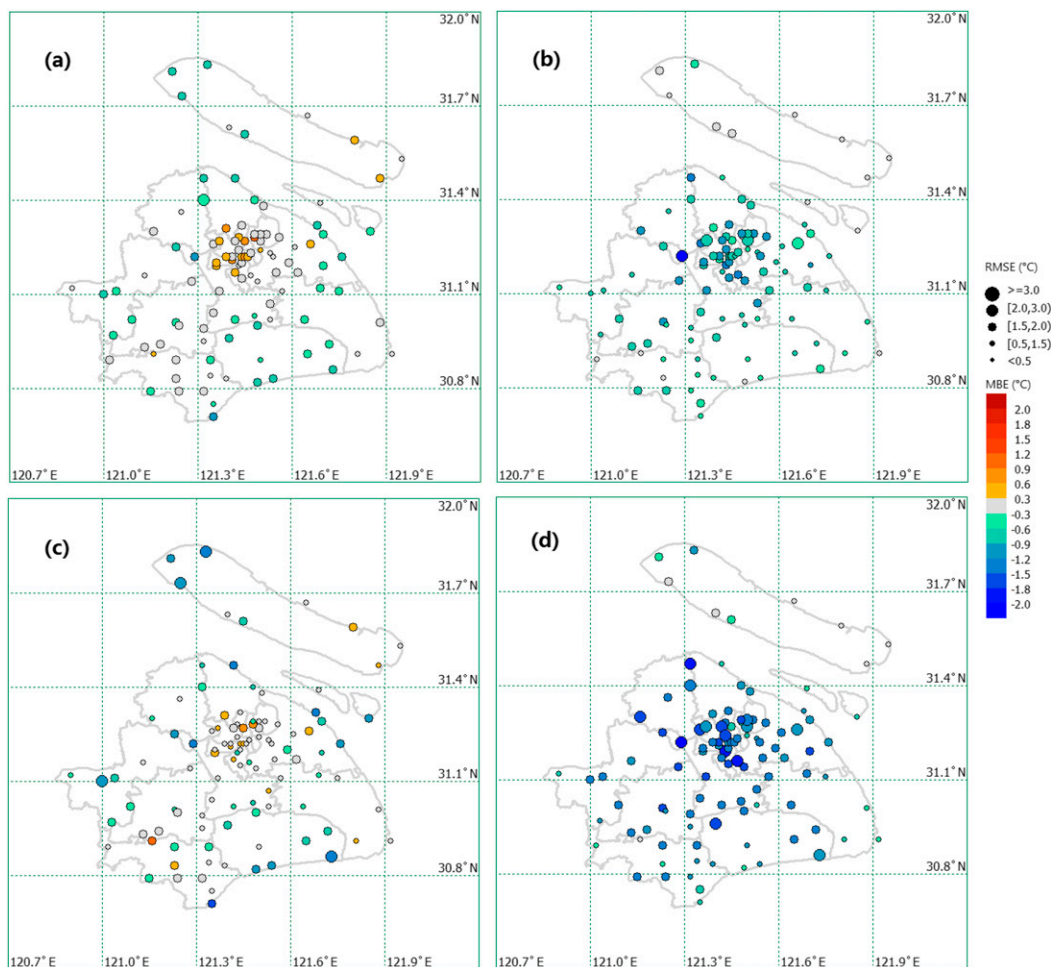 (a)
32.0° N
31.7° N
31.4° N
31.1° N
30.8° N
120.7° E
121.0° E
121.3° E
121.6° E
121.9° E
(b)
32.0° N
31.7° N
31.4° N
31.1° N
30.8° N
120.7° E
121.0° E
121.3° E
121.6° E
121.9° E
RMSE (°C)
>=3.0
[2.0,3.0)
[1.5,2.0)
[0.5,1.5)
<0.5
MBE (°C)
2.0
1.8
1.5
1.2
0.9
0.6
0.3
-0.3
-0.6
-0.9
-1.2
-1.5
-1.8
-2.0
(c)
32.0° N
31.7° N
31.4° N
31.1° N
30.8° N
120.7° E
121.0° E
121.3° E
121.6° E
121.9° E
(d)
32.0° N
31.7° N
31.4° N
31.1° N
30.8° N
120.7° E
121.0° E
121.3° E
121.6° E
121.9° E